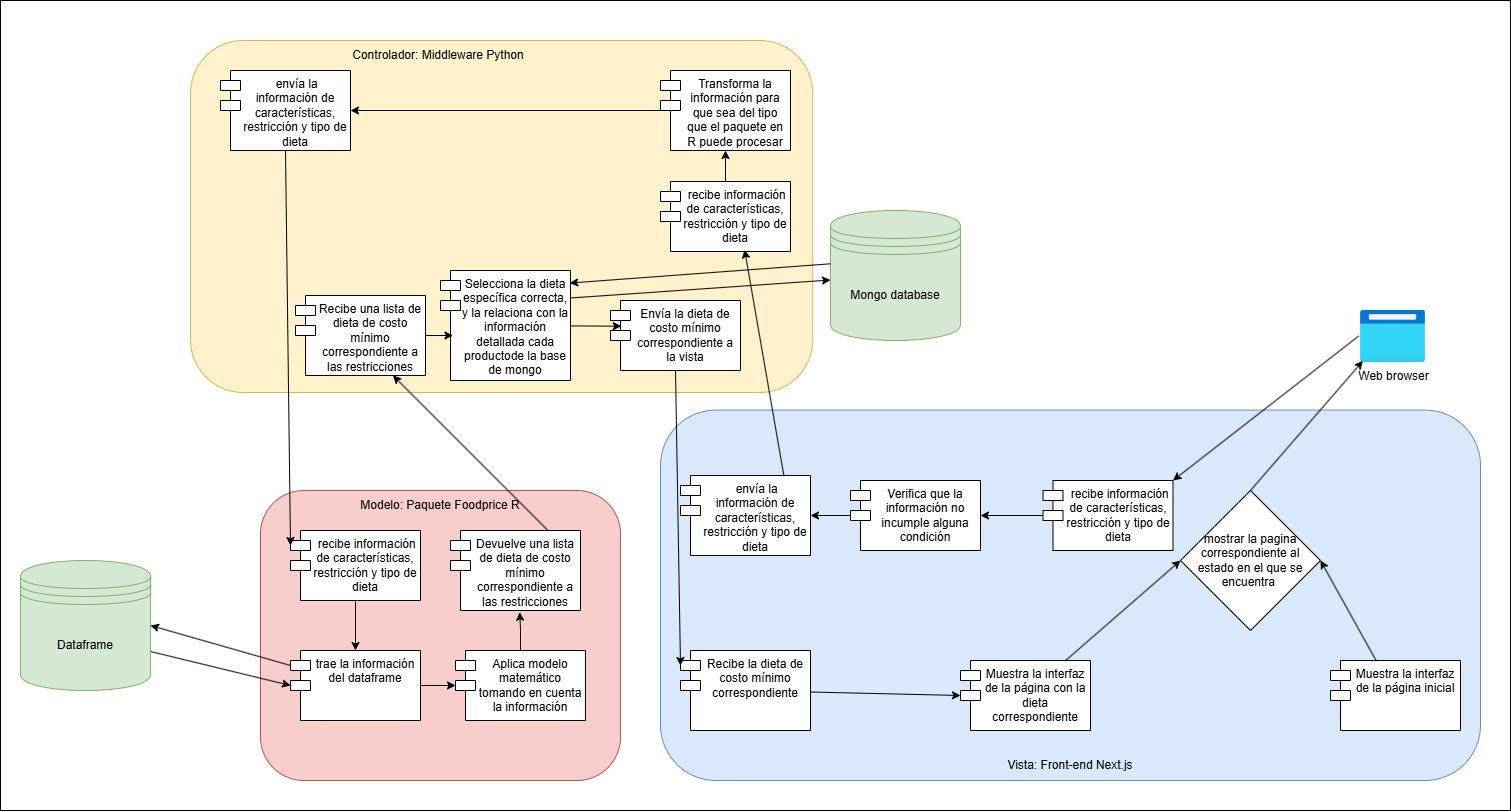 Controlador: Middleware Python
envía la
información de
características,
restricción y tipo de
dieta
Transforma la
información para
que sea del tipo
que el paquete en
R puede procesar
recibe información
de características,
restricción y tipo de
dieta
Recibe una lista de
dieta de costo
mínimo
correspondiente a
las restricciones
Selecciona la dieta
específica correcta,
y la relaciona con la
información
detallada cada
productode la base
de mongo
Envía la dieta de
costo mínimo
correspondiente a
la vista
Mongo database
Web browser
Modelo: Paquete Foodprice R
recibe información
de características,
restricción y tipo de
dieta
Devuelve una lista
de dieta de costo
mínimo
correspondiente a
las restricciones
trae la información
del dataframe
Aplica modelo
matemático
tomando en cuenta
la información
Dataframe
envía la
información de
características,
restricción y tipo de
dieta
Verifica que la
información no
incumple alguna
condición
recibe información
de características,
restricción y tipo de
dieta
mostrar la pagina
correspondiente al
estado en el que se
encuentra
Recibe la dieta de
costo mínimo
correspondiente
Muestra la interfaz
de la página con la
dieta
correspondiente
Muestra la interfaz
de la página inicial
Vista: Front-end Next.js